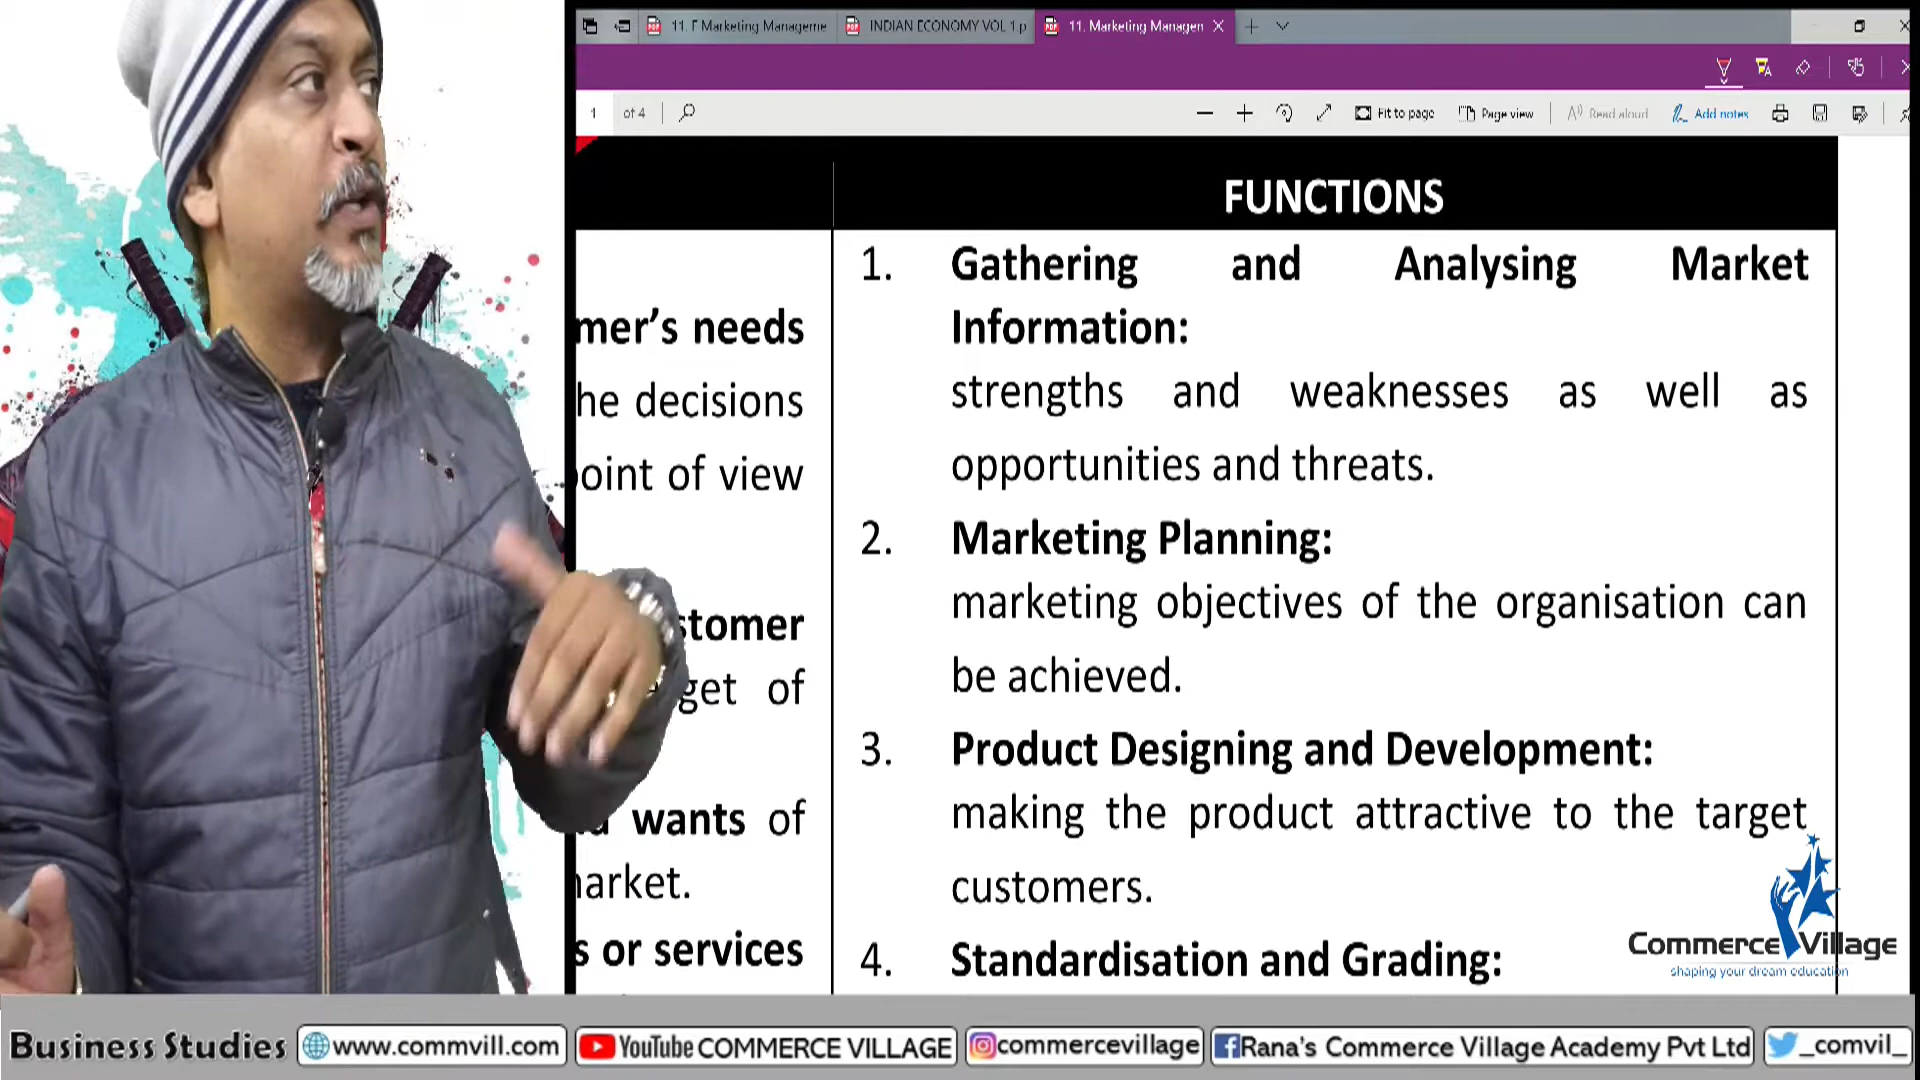 11. F Marketing Manageme
INDIAN ECONOMY VOL 1.p
11. Marketing Managen
1 of 4
Fit to page
Page view
Read aloud
Add notes
FUNCTIONS
mer’s needs
he decisions
point of view
stomer
get of
wants of
market.
s or services
1. Gathering and Analysing Market
Information:
strengths and weaknesses as well as
opportunities and threats.
2. Marketing Planning:
marketing objectives of the organisation can
be achieved.
3. Product Designing and Development:
making the product attractive to the target
customers.
4. Standardisation and Grading:
Commerce Village
shaping your dream education
Business Studies
www.commvill.com
YouTube COMMERCE VILLAGE
commercevillage
Rana's Commerce Village Academy Pvt Ltd
_comvil_